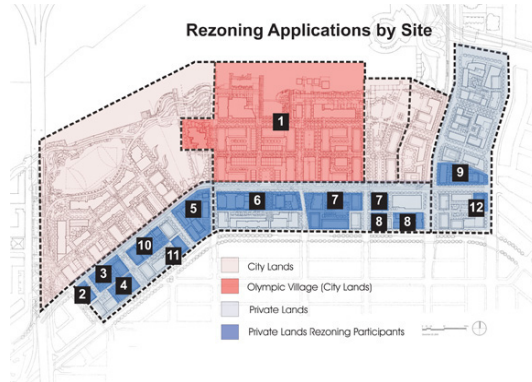 Rezoning Applications by Site
1
9
5
6
7
7
12
10
11
8
8
3
4
2
City Lands
Olympic Village (City Lands)
Private Lands
Private Lands Rezoning Participants